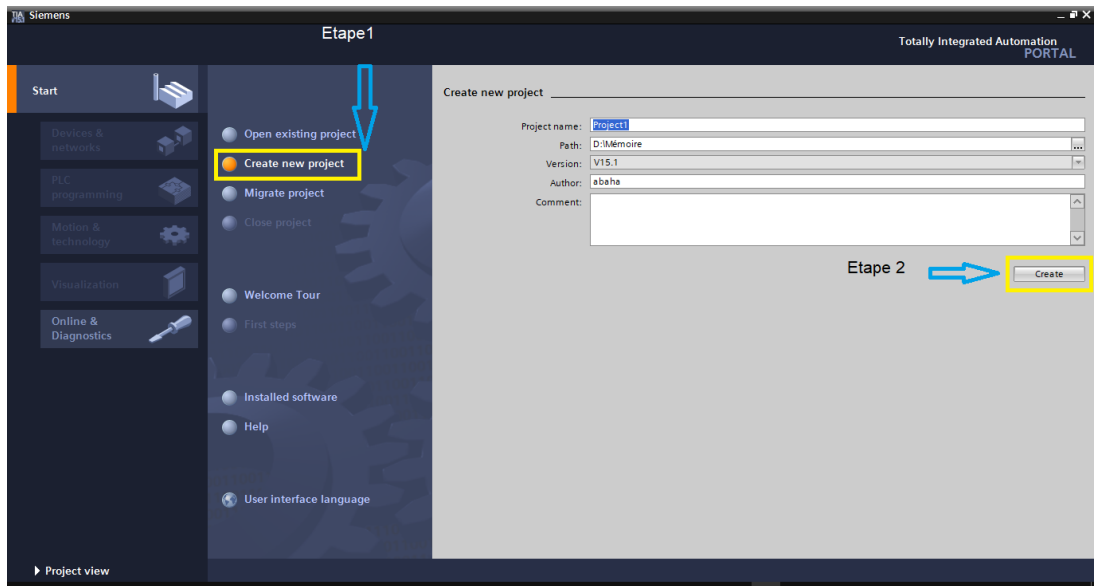 Siemens
Etape1
Totally Integrated Automation
PORTAL
Start
Devices &
networks
PLC
programming
Motion &
technology
Visualization
Online &
Diagnostics
Project view
Open existing project
Create new project
Migrate project
Close project
Welcome Tour
First steps
Installed software
Help
User interface language
Create new project
Project name: Project1
Path: D:\Mémoire
...
Version: V15.1
Author: abaha
Comment:
Etape 2
Create